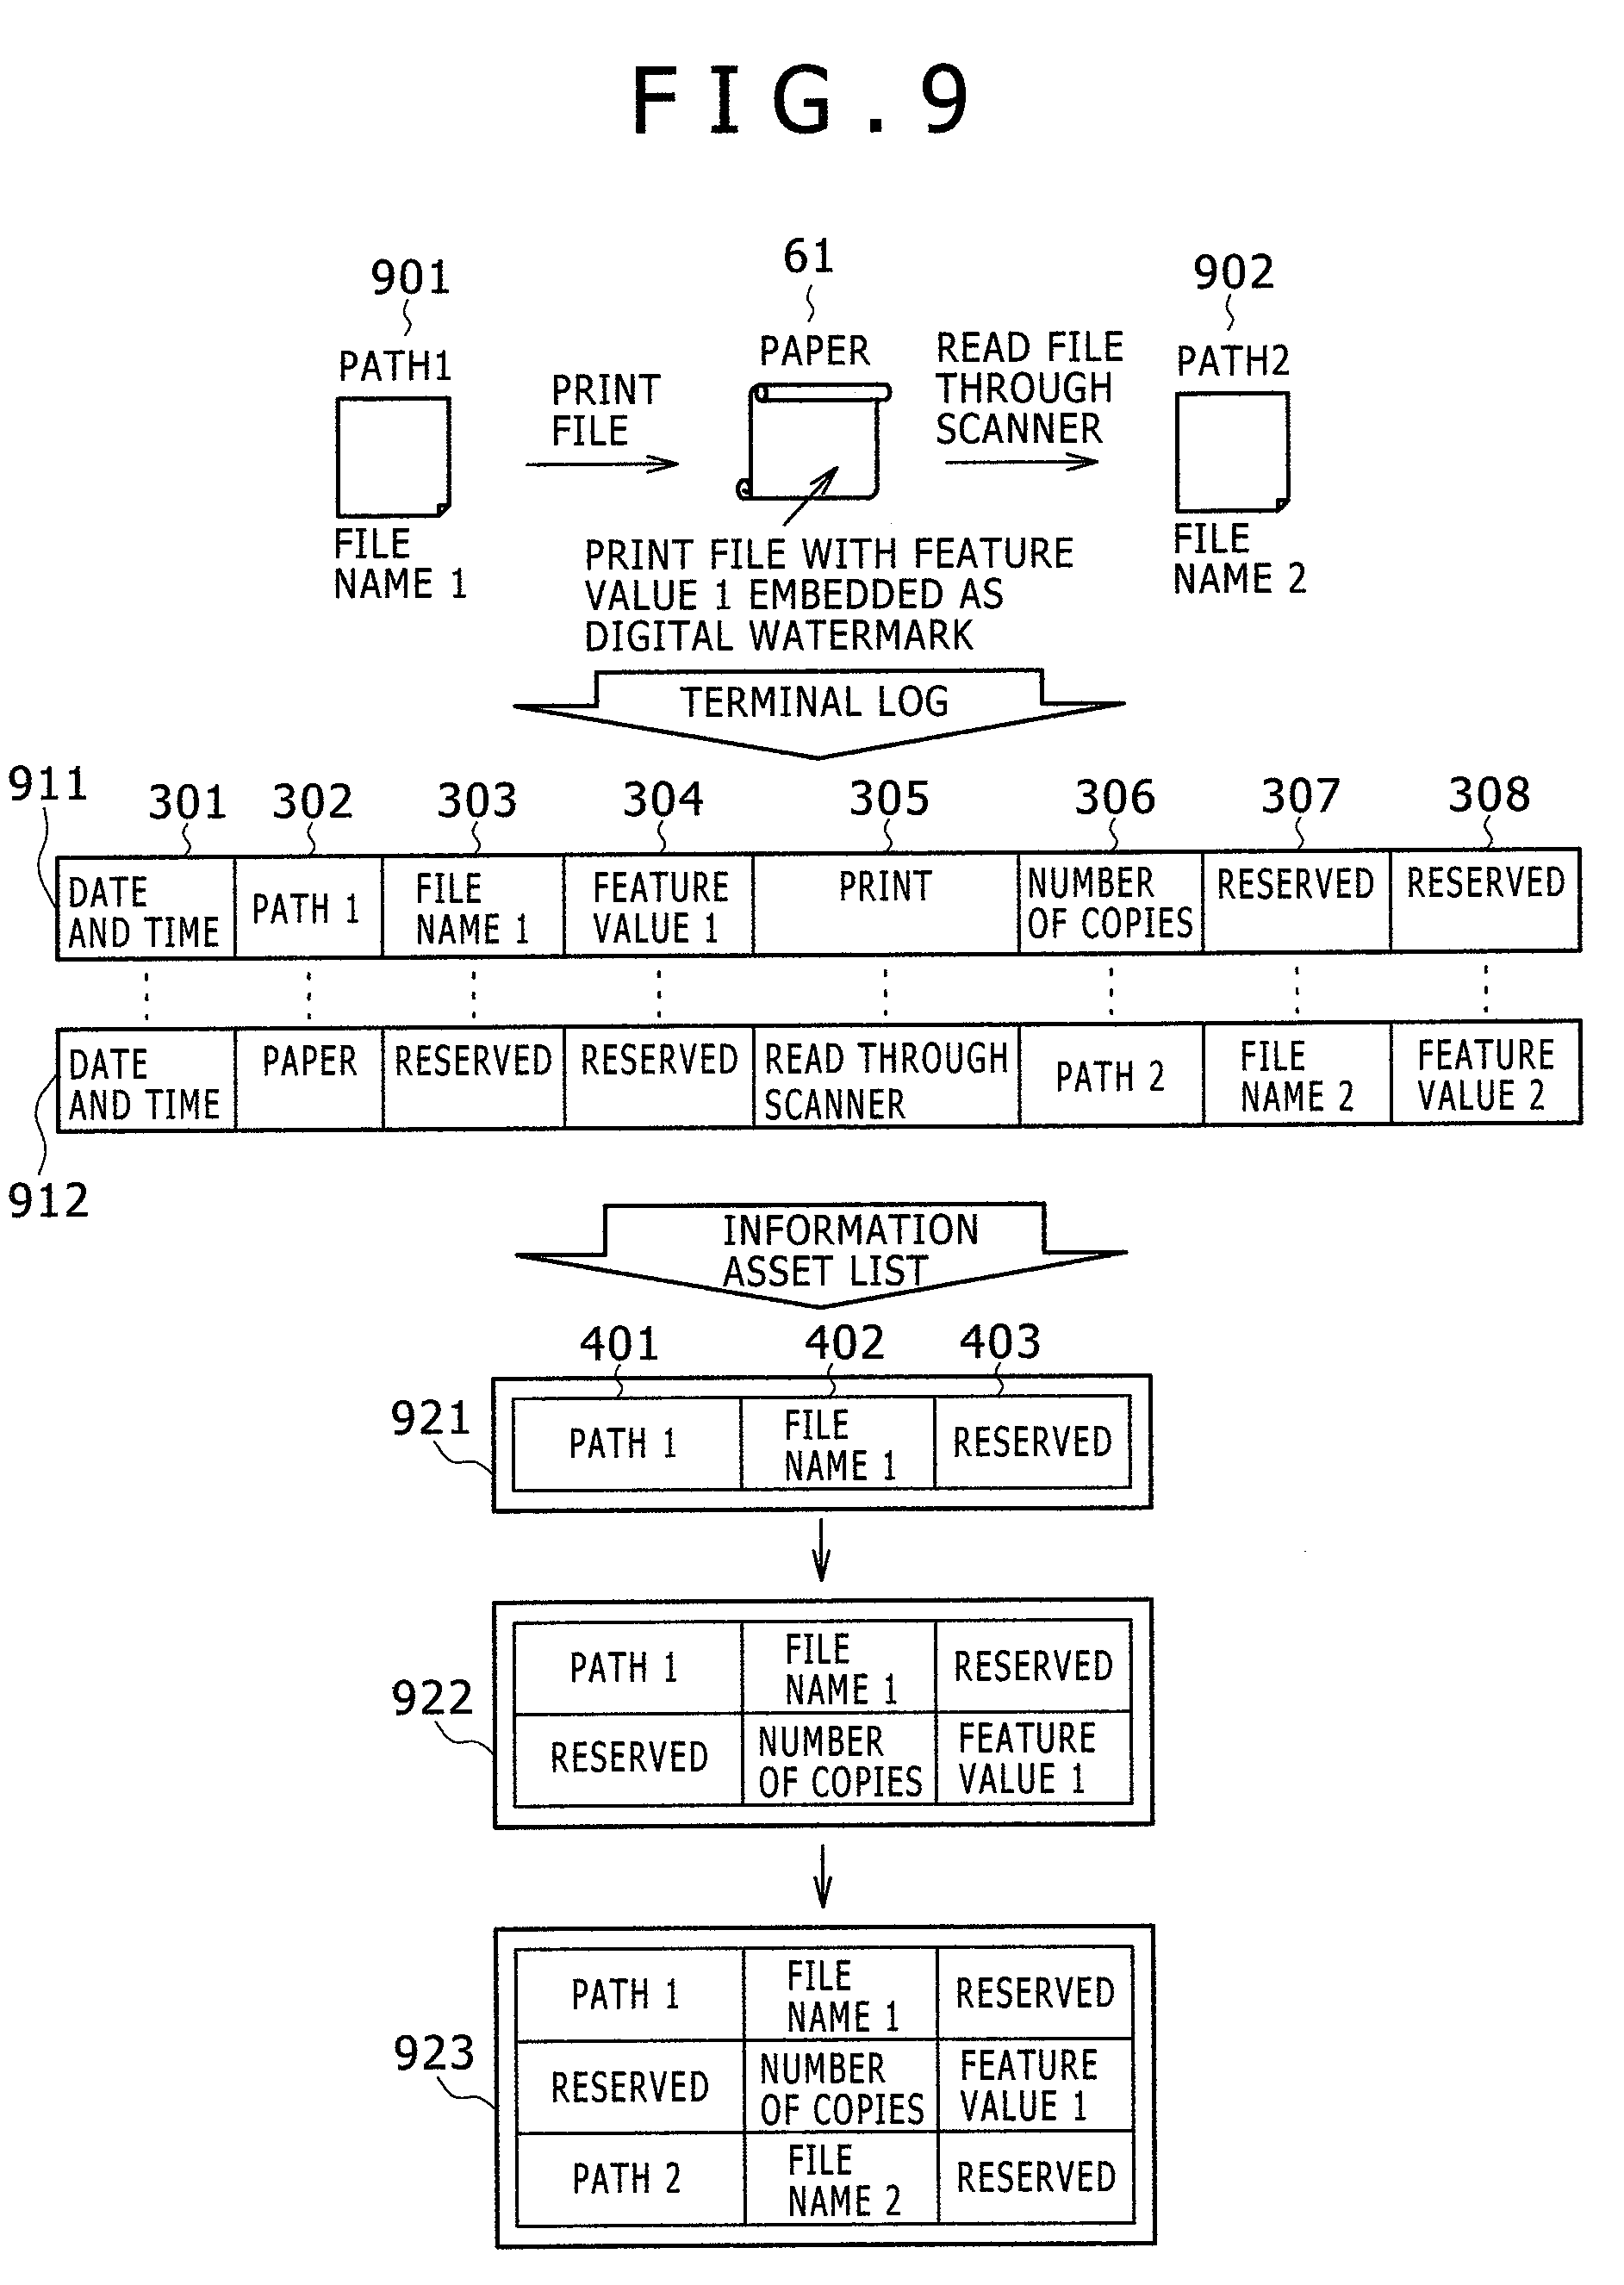 FIG.9
901
61
902
PATH1
PRINT
FILE
PAPER
READ FILE
THROUGH
SCANNER
PATH2
FILE
NAME 1
PRINT FILE WITH FEATURE
VALUE 1 EMBEDDED AS
DIGITAL WATERMARK
FILE
NAME 2
TERMINAL LOG
911
301
302
303
304
305
306
307
308
DATE
AND TIME
PATH 1
FILE
NAME 1
FEATURE
VALUE 1
PRINT
NUMBER
OF COPIES
RESERVED
RESERVED
DATE
AND TIME
PAPER
RESERVED
RESERVED
READ THROUGH
SCANNER
PATH 2
FILE
NAME 2
FEATURE
VALUE 2
912
INFORMATION
ASSET LIST
401
402
403
921
PATH 1
FILE
NAME 1
RESERVED
922
PATH 1
FILE
NAME 1
RESERVED
RESERVED
NUMBER
OF COPIES
FEATURE
VALUE 1
923
PATH 1
FILE
NAME 1
RESERVED
RESERVED
NUMBER
OF COPIES
FEATURE
VALUE 1
PATH 2
FILE
NAME 2
RESERVED